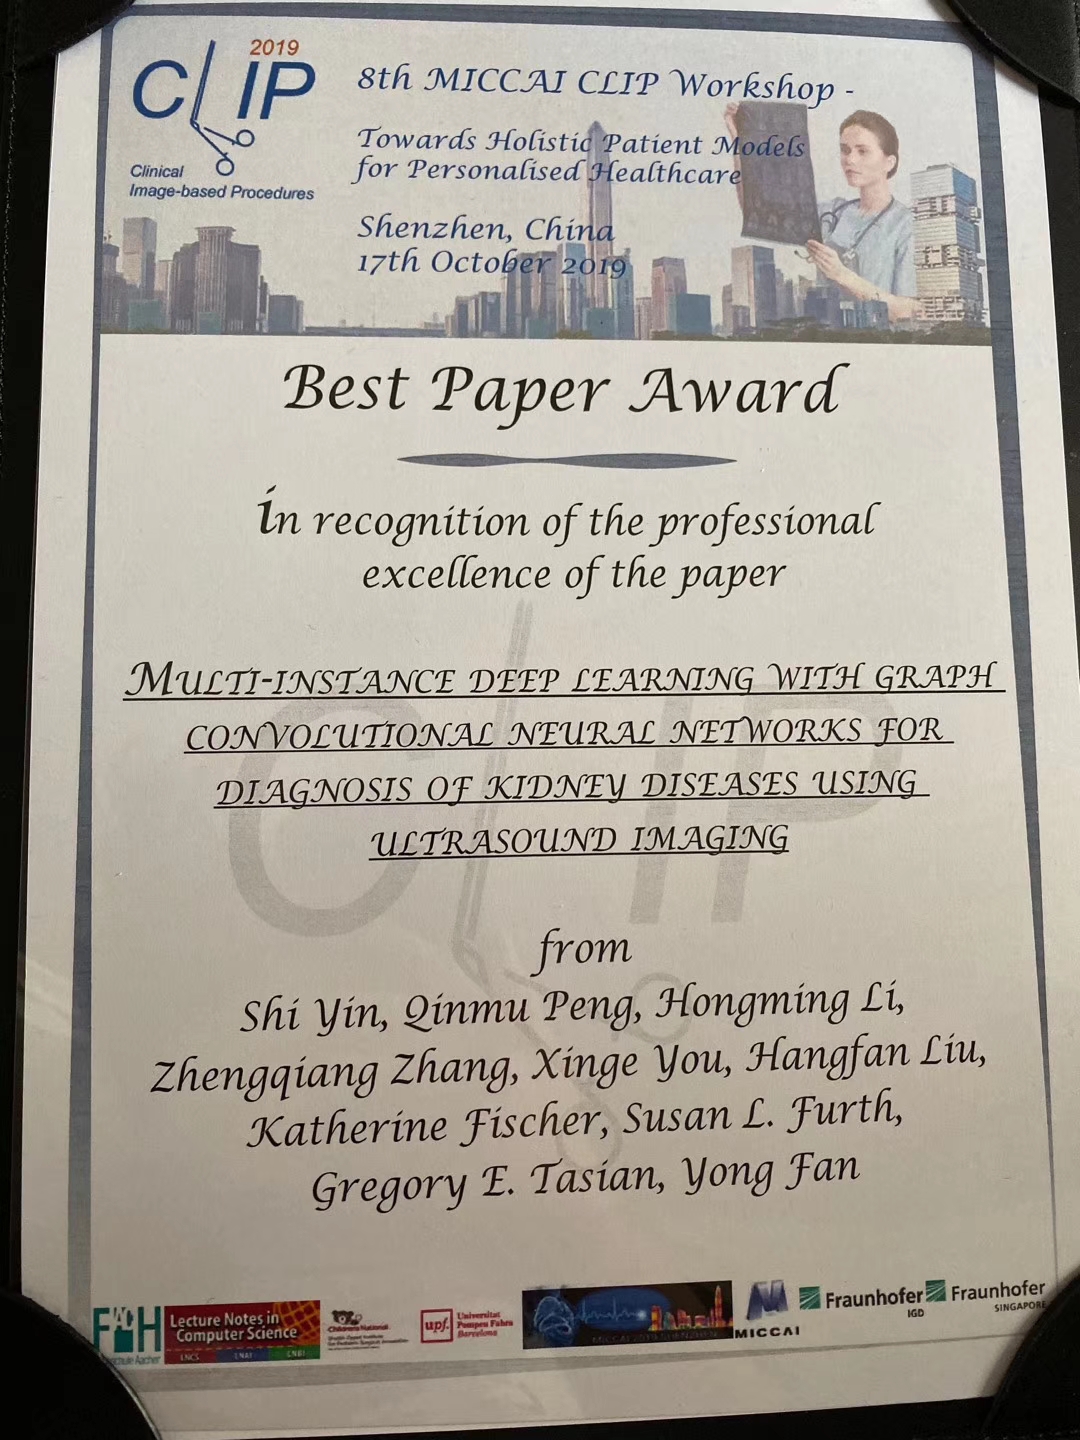 2019
CLIP
Clinical
Image-based Procedures
8th MICCAI CLIP Workshop -
Towards Holistic Patient Models
for Personalised Healthcare
Shenzhen, China
17th October 2019
Best Paper Award
in recognition of the professional
excellence of the paper
MULTI-INSTANCE DEEP LEARNING WITH GRAPH
CONVOLUTIONAL NEURAL NETWORKS FOR
DIAGNOSIS OF KIDNEY DISEASES USING
ULTRASOUND IMAGING
CLIP
from
Shi Yin, Qinmu Peng, Hongming Li,
Zhengqiang Zhang, Xinge You, Hangfan Liu,
Katherine Fischer, Susan L. Furth,
Gregory E. Tasian, Yong Fan
FH
Lecture Notes in
Computer Science
LNCS LNAI LNBI
Children's National
upf.
Universitat
Pompeu Fabra
Barcelona
MICCAI 2019 SHENZHEN
MICCAI
Fraunhofer
IGD
Fraunhofer
SINGAPORE